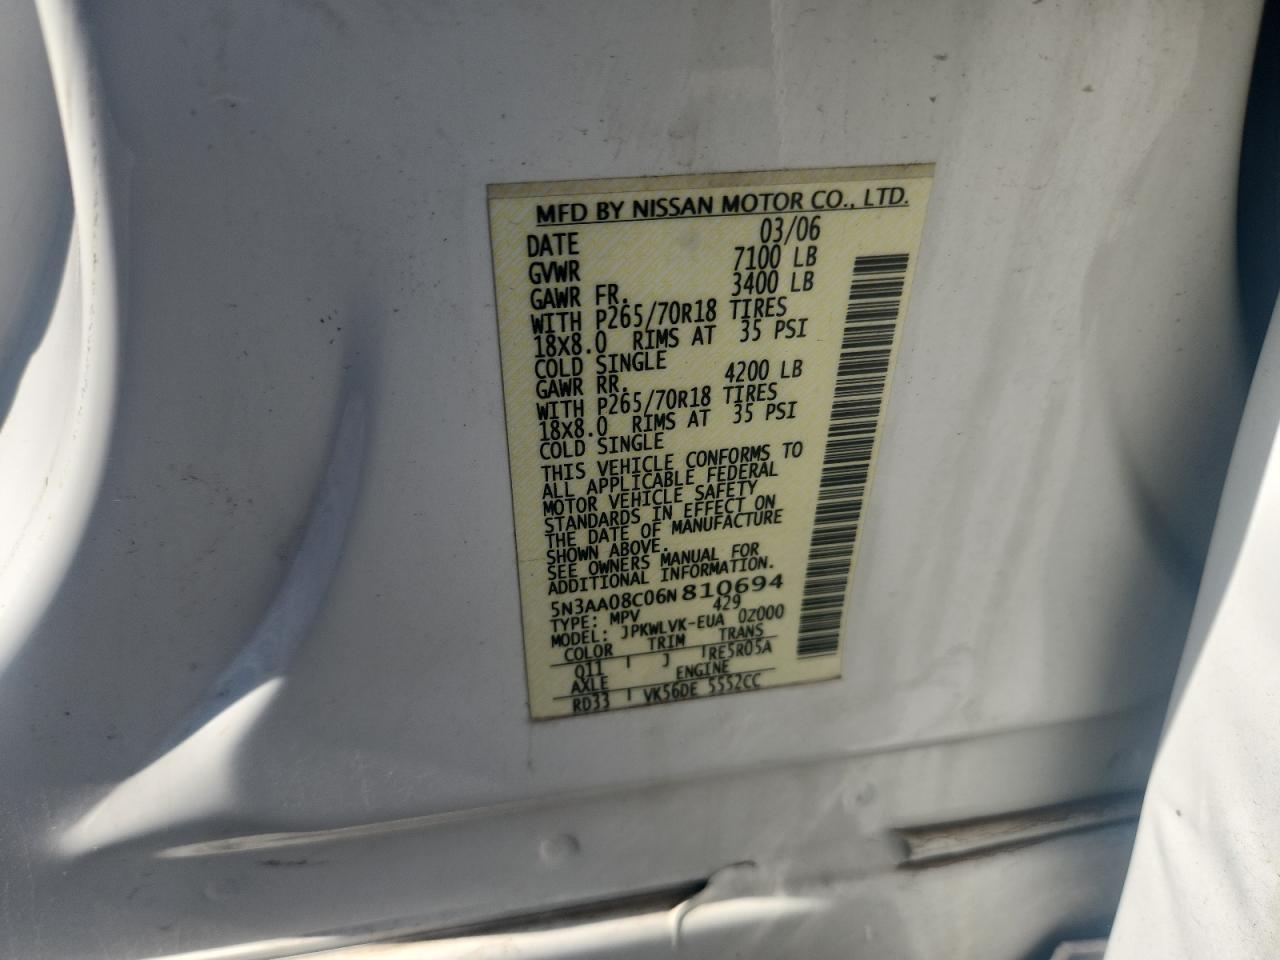 MFD BY NISSAN MOTOR CO., LTD.
DATE 03/06
GVWR 7100 LB
GAWR FR. 3400 LB
WITH P265/70R18 TIRES
18X8.0 RIMS AT 35 PSI
COLD SINGLE
GAWR RR. 4200 LB
WITH P265/70R18 TIRES
18X8.0 RIMS AT 35 PSI
COLD SINGLE
THIS VEHICLE CONFORMS TO
ALL APPLICABLE FEDERAL
MOTOR VEHICLE SAFETY
STANDARDS IN EFFECT ON
THE DATE OF MANUFACTURE
SHOWN ABOVE.
SEE OWNERS MANUAL FOR
ADDITIONAL INFORMATION.
5N3AA08C06N810694
TYPE: MPV 429
MODEL: JPKWLVK-EUA 0Z000
COLOR TRIM TRANS
Q11 J RE5R05A
AXLE ENGINE
RD33 VK56DE 5552CC